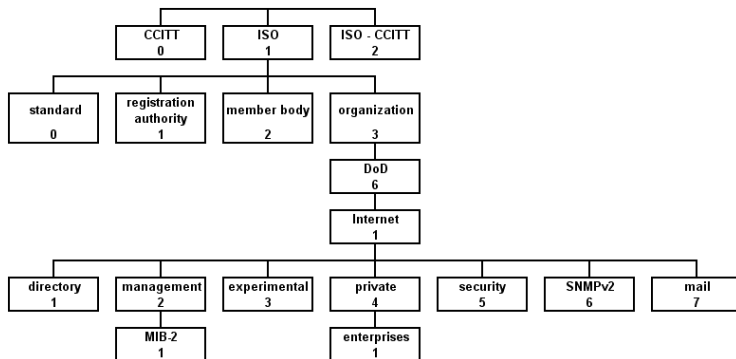 CCITT
0
ISO
1
ISO - CCITT
2
standard
0
registration
authority
1
member body
2
organization
3
DoD
6
Internet
1
directory
1
management
2
experimental
3
private
4
security
5
SNMPv2
6
mail
7
MIB-2
1
enterprises
1